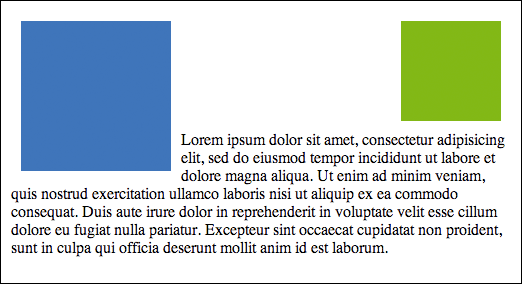 Lorem ipsum dolor sit amet, consectetur adipisicing
elit, sed do eiusmod tempor incididunt ut labore et
dolore magna aliqua. Ut enim ad minim veniam,
quis nostrud exercitation ullamco laboris nisi ut aliquip ex ea commodo
consequat. Duis aute irure dolor in reprehenderit in voluptate velit esse cillum
dolore eu fugiat nulla pariatur. Excepteur sint occaecat cupidatat non proident,
sunt in culpa qui officia deserunt mollit anim id est laborum.